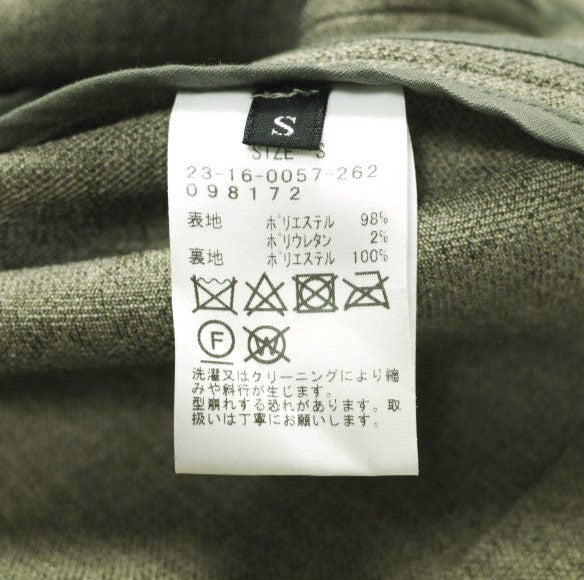 S
SIZE S
23-16-0057-262
098172
表地 ポリエステル 98%
ポリウレタン 2%
裏地 ポリエステル 100%
F W
洗濯又はクリーニングにより縮
みや斜行が生じます。
型崩れする恐れがあります。取
扱いは丁寧にお願いします。